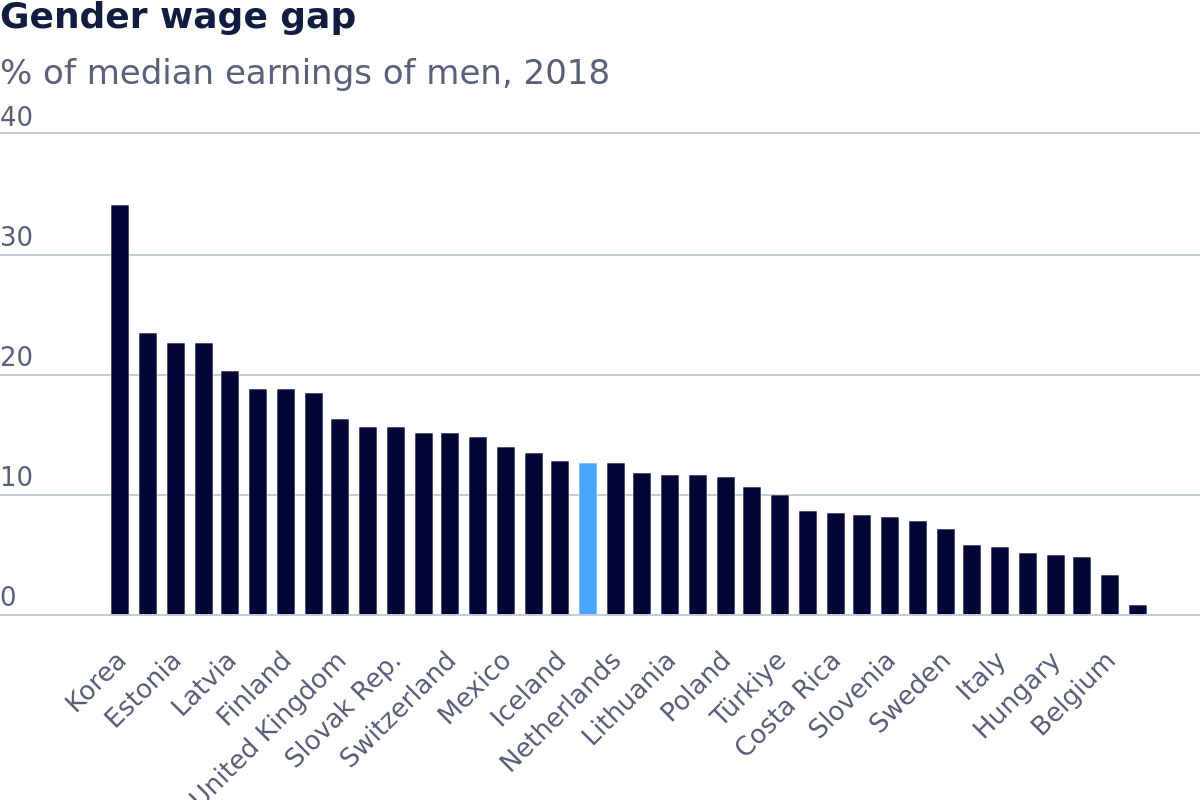 Gender wage gap
% of median earnings of men, 2018
40
30
20
10
0
Korea
Estonia
Latvia
Finland
United Kingdom
Slovak Rep.
Switzerland
Mexico
Iceland
Netherlands
Lithuania
Poland
Türkiye
Costa Rica
Slovenia
Sweden
Italy
Hungary
Belgium